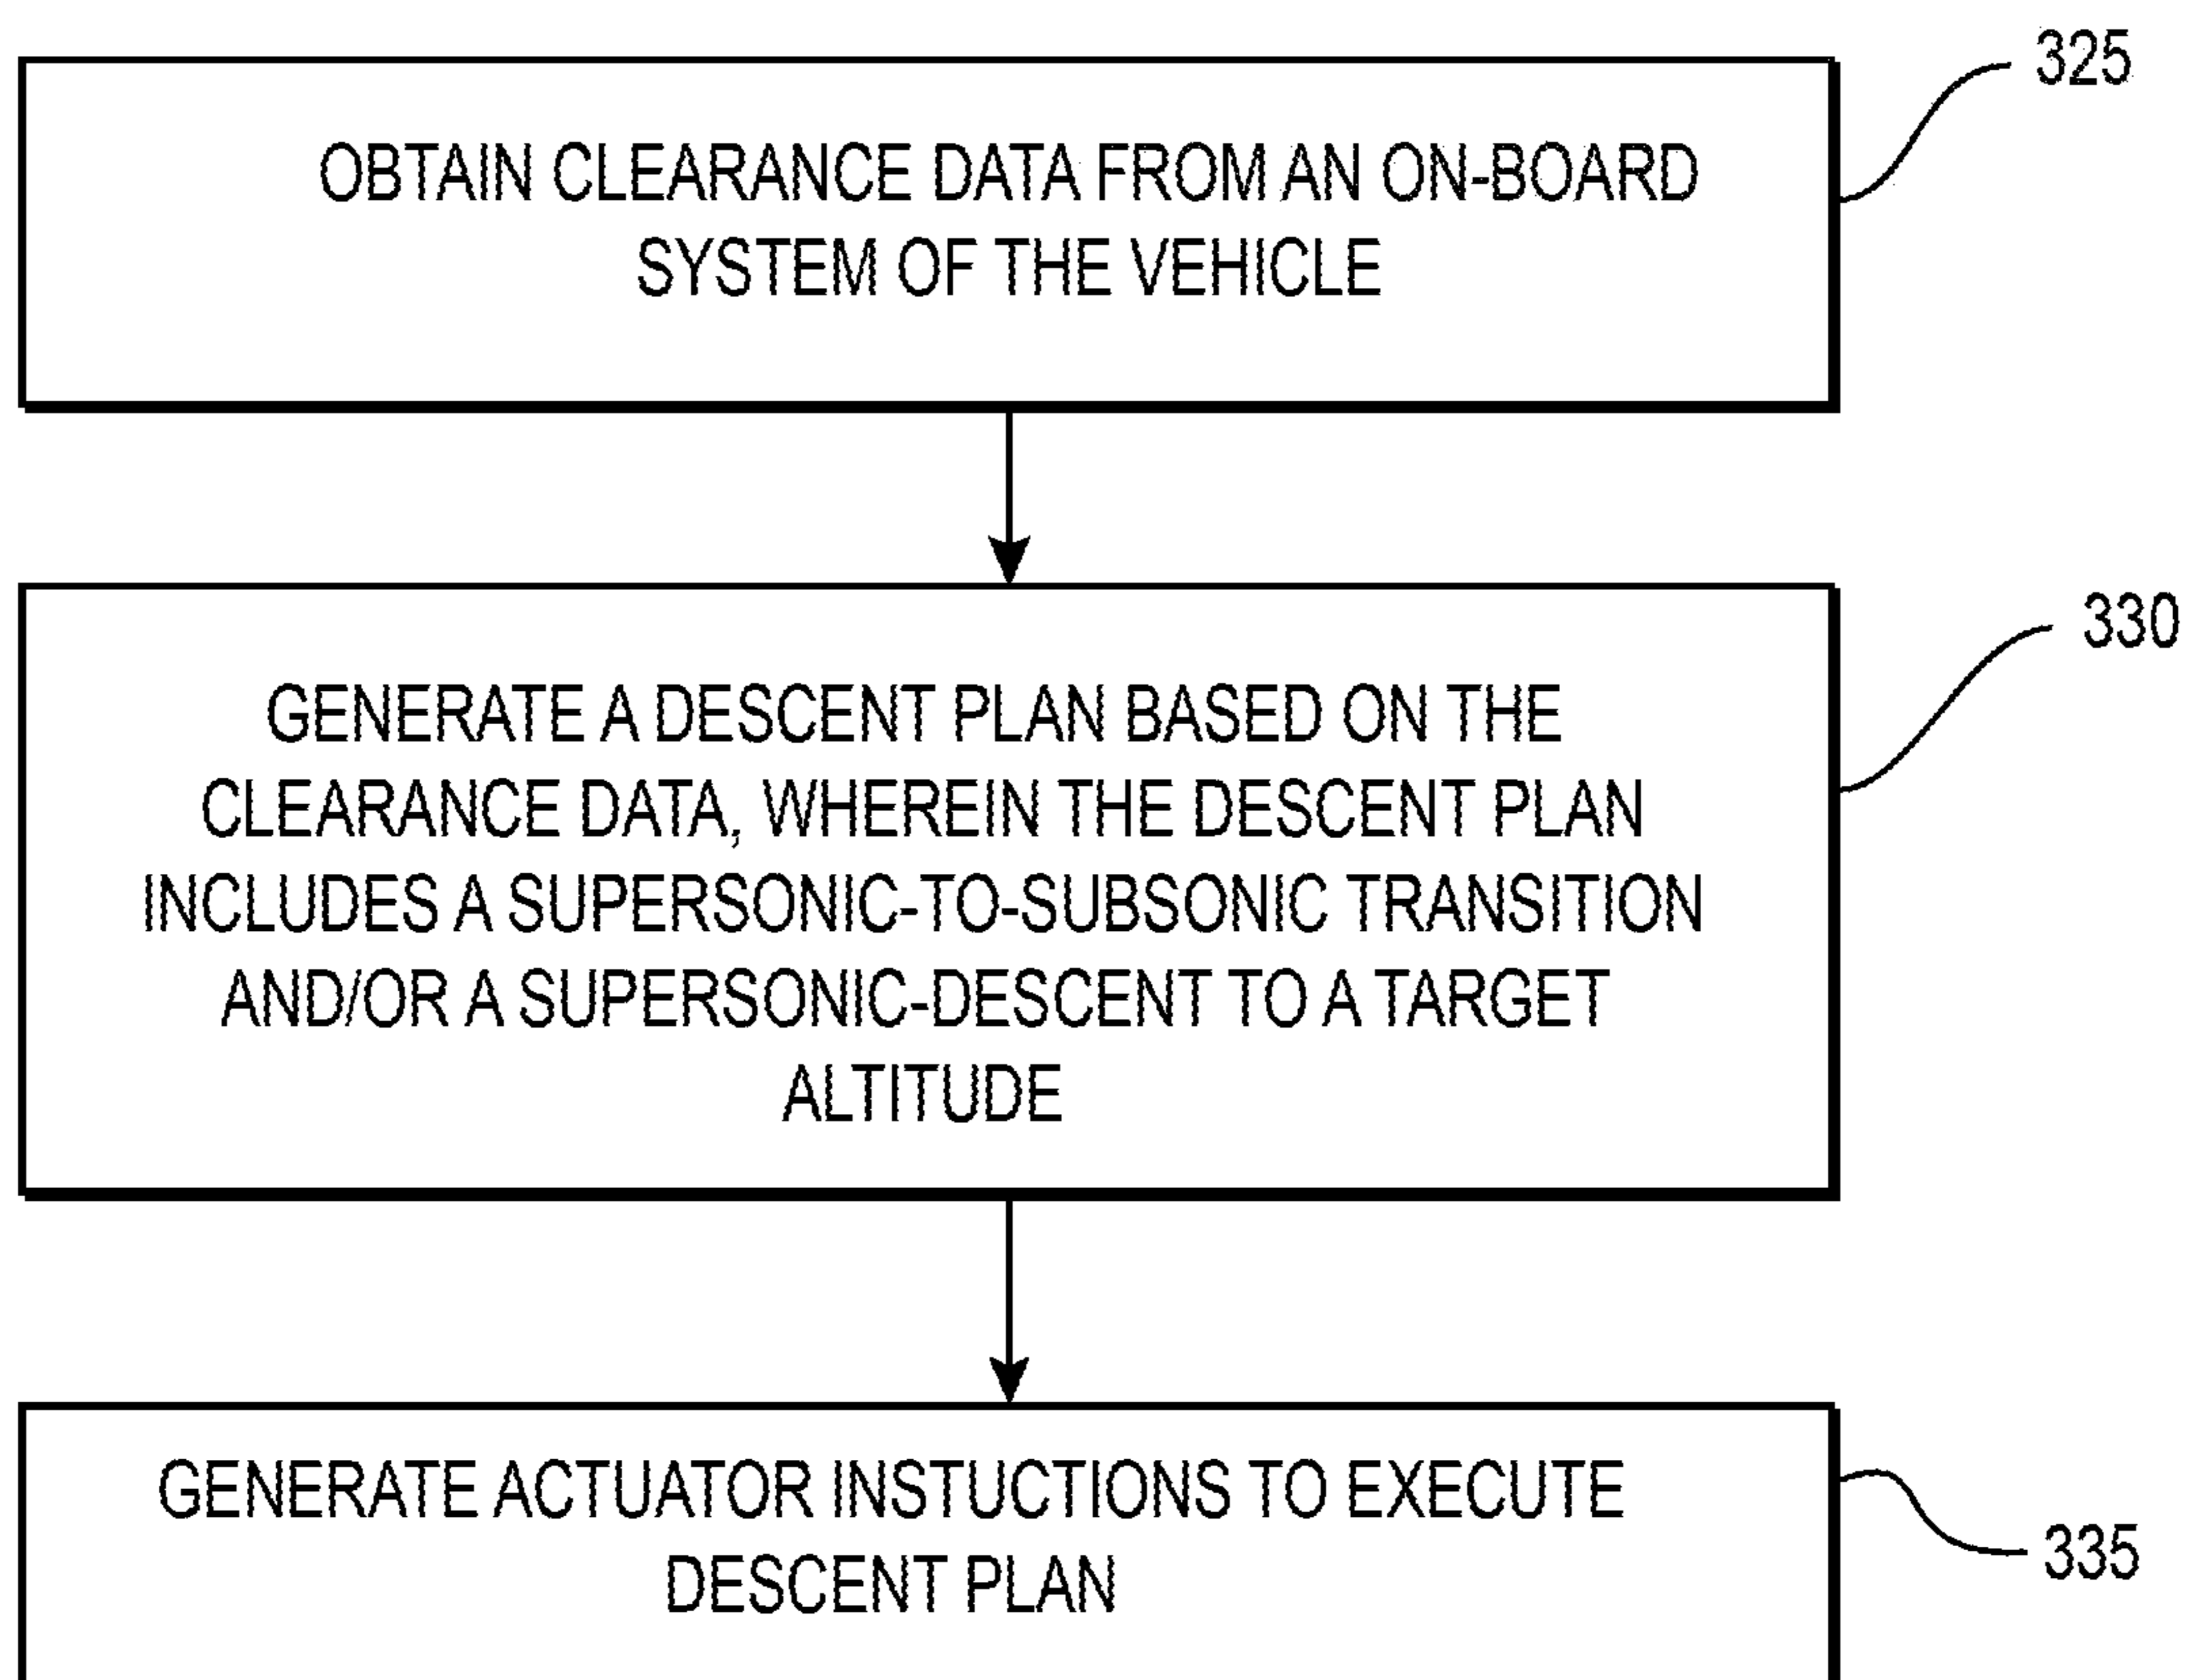 325
OBTAIN CLEARANCE DATA FROM AN ON-BOARD
SYSTEM OF THE VEHICLE
330
GENERATE A DESCENT PLAN BASED ON THE
CLEARANCE DATA, WHEREIN THE DESCENT PLAN
INCLUDES A SUPERSONIC-TO-SUBSONIC TRANSITION
AND/OR A SUPERSONIC-DESCENT TO A TARGET
ALTITUDE
GENERATE ACTUATOR INSTUCTIONS TO EXECUTE
DESCENT PLAN
335